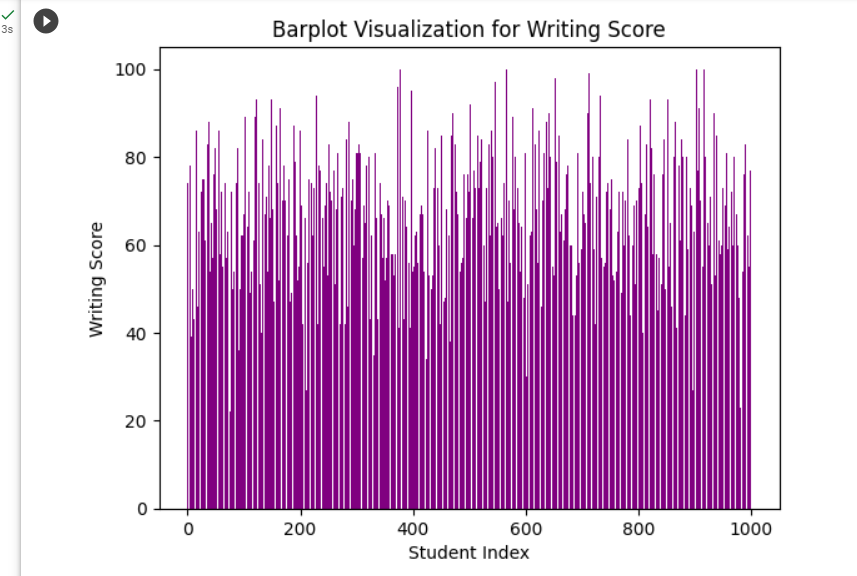 3s
Barplot Visualization for Writing Score
Writing Score
100
80
60
40
20
0
0 200 400 600 800 1000
Student Index